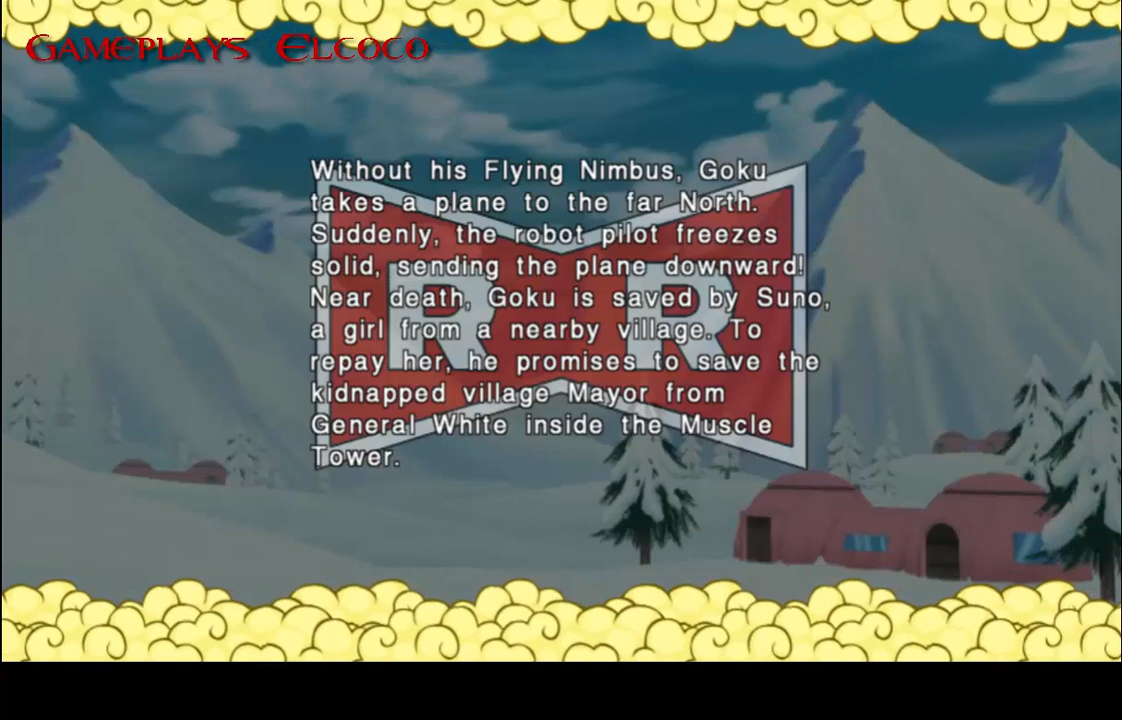 Gameplays Elcoco
Without his Flying Nimbus, Goku
takes a plane to the far North.
Suddenly, the robot pilot freezes
solid, sending the plane downward!
Near death, Goku is saved by Suno,
a girl from a nearby village. To
repay her, he promises to save the
kidnapped village Mayor from
General White inside the Muscle
Tower.
R R